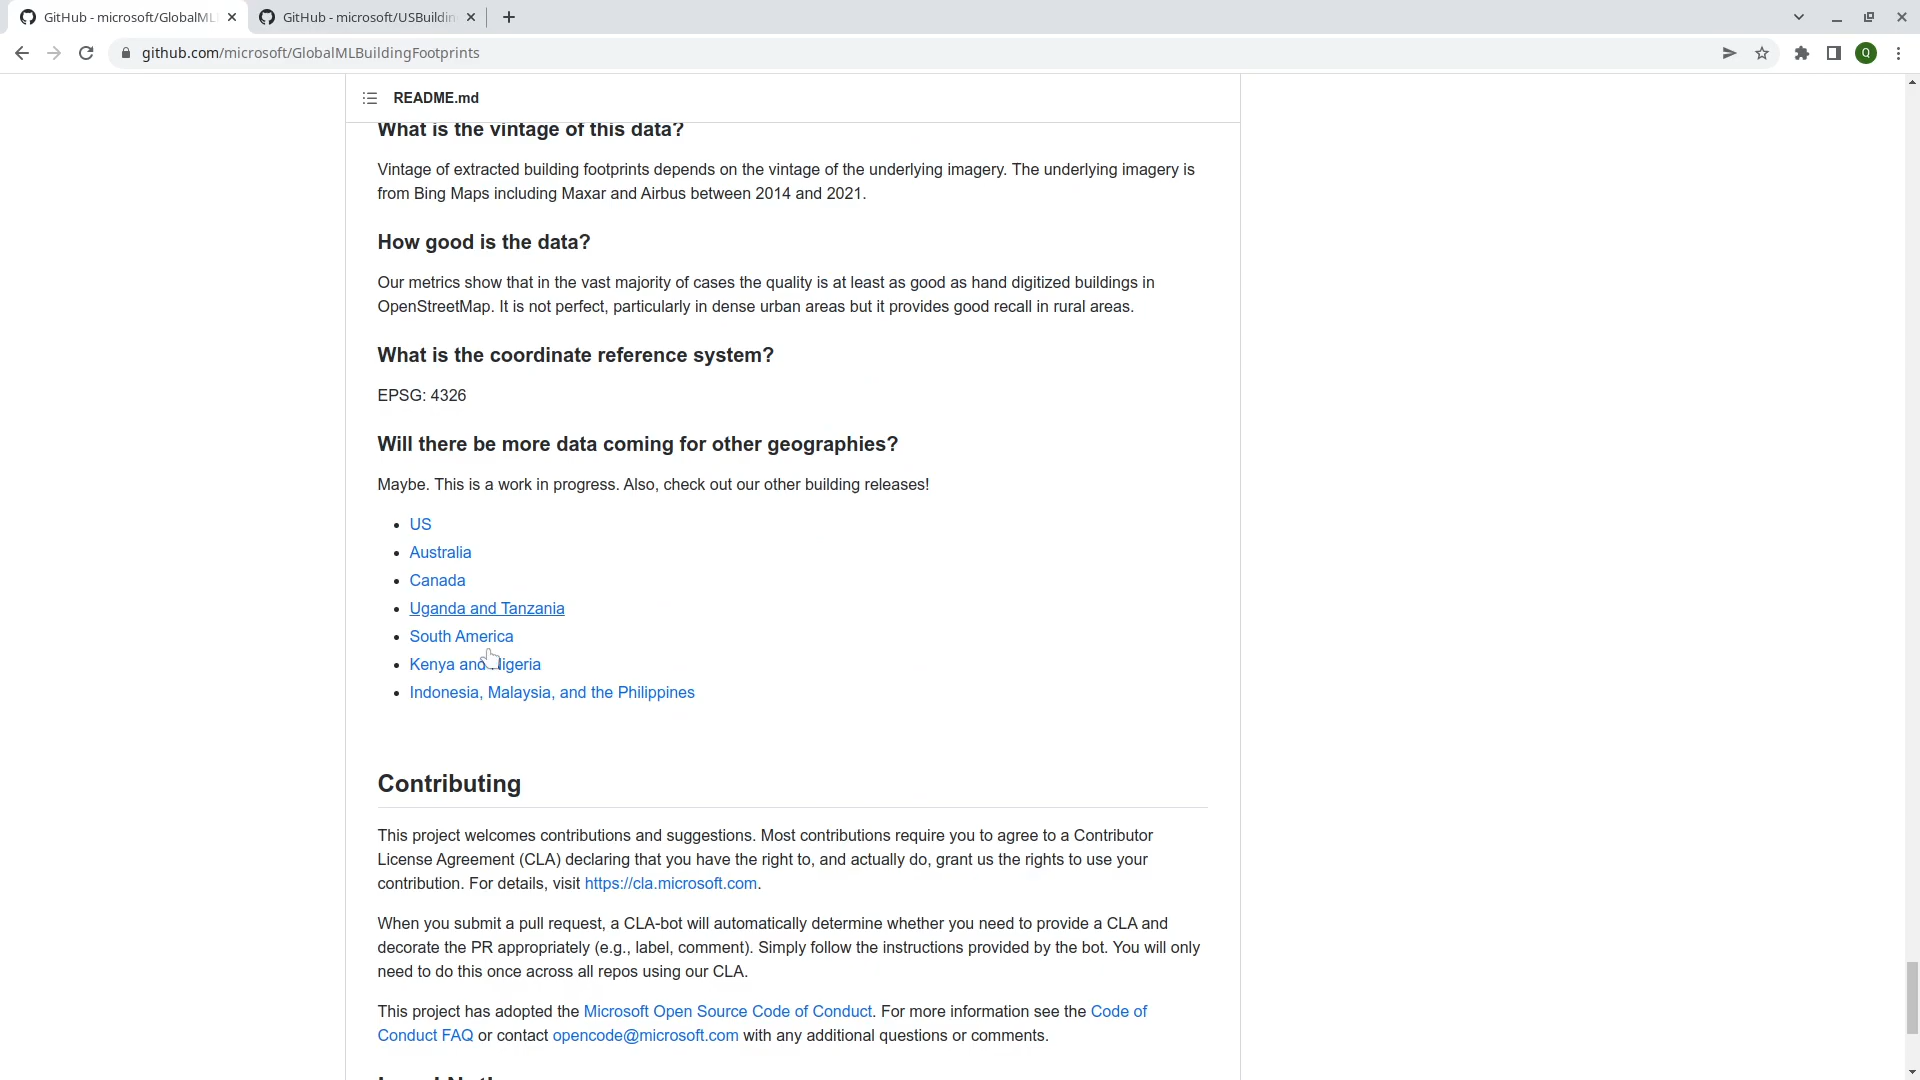 GitHub - microsoft/GlobalML
GitHub - microsoft/USBuildin
github.com/microsoft/GlobalMLBuildingFootprints
Q
README.md
What is the vintage of this data?
Vintage of extracted building footprints depends on the vintage of the underlying imagery. The underlying imagery is
from Bing Maps including Maxar and Airbus between 2014 and 2021.
How good is the data?
Our metrics show that in the vast majority of cases the quality is at least as good as hand digitized buildings in
OpenStreetMap. It is not perfect, particularly in dense urban areas but it provides good recall in rural areas.
What is the coordinate reference system?
EPSG: 4326
Will there be more data coming for other geographies?
Maybe. This is a work in progress. Also, check out our other building releases!
US
Australia
Canada
Uganda and Tanzania
South America
Kenya and Nigeria
Indonesia, Malaysia, and the Philippines
Contributing
This project welcomes contributions and suggestions. Most contributions require you to agree to a Contributor
License Agreement (CLA) declaring that you have the right to, and actually do, grant us the rights to use your
contribution. For details, visit https://cla.microsoft.com.
When you submit a pull request, a CLA-bot will automatically determine whether you need to provide a CLA and
decorate the PR appropriately (e.g., label, comment). Simply follow the instructions provided by the bot. You will only
need to do this once across all repos using our CLA.
This project has adopted the Microsoft Open Source Code of Conduct. For more information see the Code of
Conduct FAQ or contact opencode@microsoft.com with any additional questions or comments.